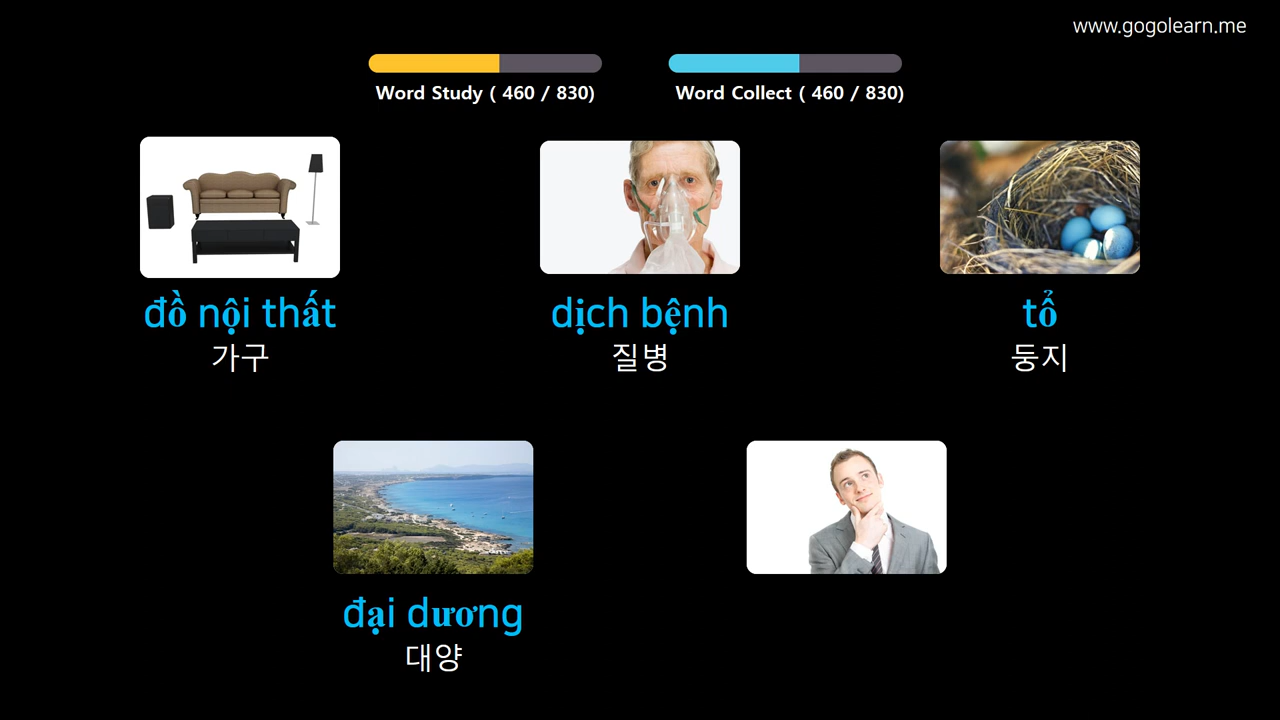 www.gogolearn.me
Word Study ( 460 / 830)
Word Collect ( 460 / 830)
đồ nội thất
가구
dịch bệnh
질병
tổ
둥지
đại dương
대양